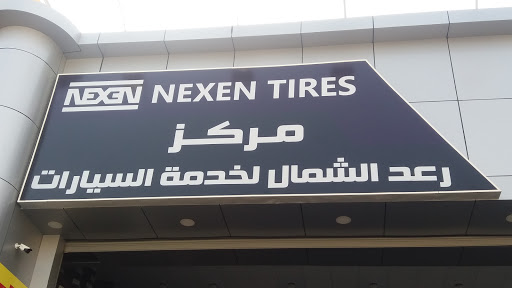 NEXEN NEXEN TIRES
مركز
رعد الشمال لخدمة السيارات